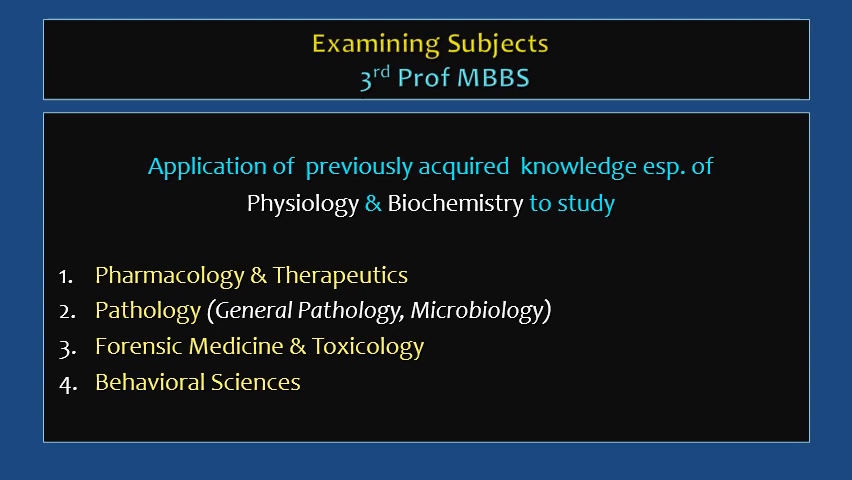 Examining Subjects
3rd Prof MBBS
Application of previously acquired knowledge esp. of
Physiology & Biochemistry to study
1. Pharmacology & Therapeutics
2. Pathology (General Pathology, Microbiology)
3. Forensic Medicine & Toxicology
4. Behavioral Sciences